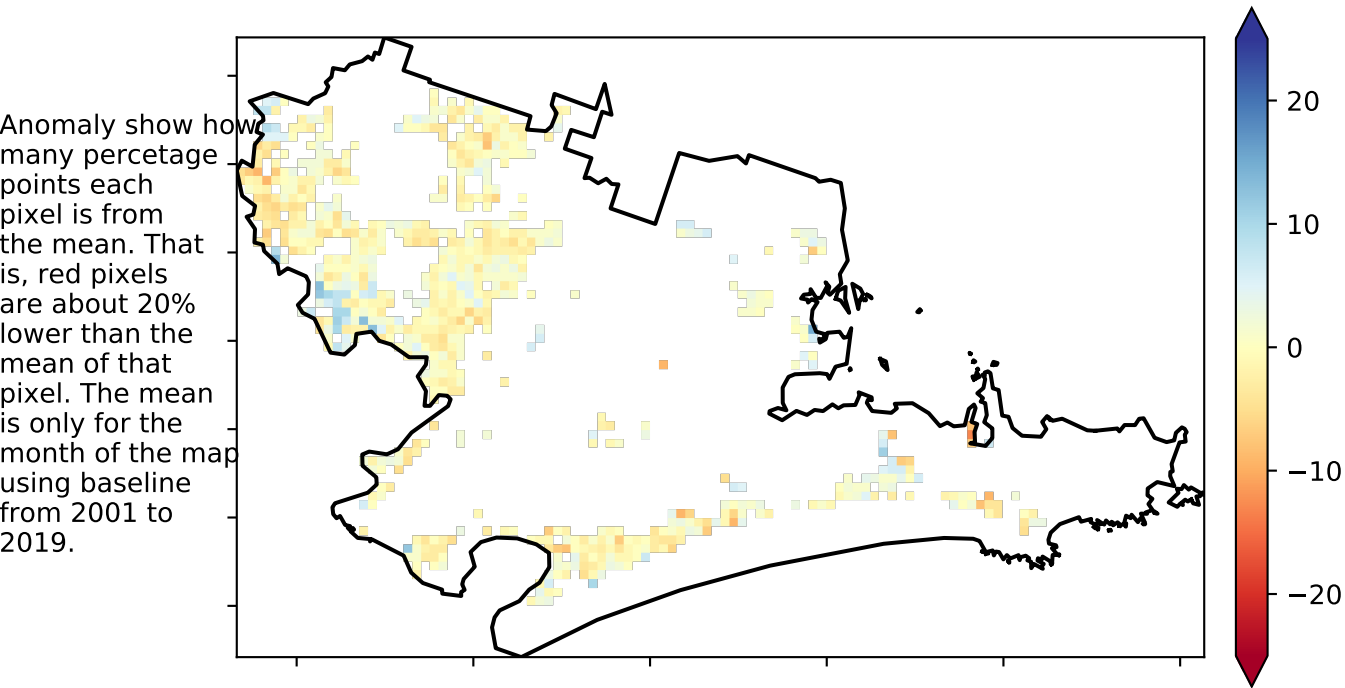 Anomaly show how
many percetage
points each
pixel is from
the mean. That
is, red pixels
are about 20%
lower than the
mean of that
pixel. The mean
is only for the
month of the map
using baseline
from 2001 to
2019.
20
10
0
−10
−20